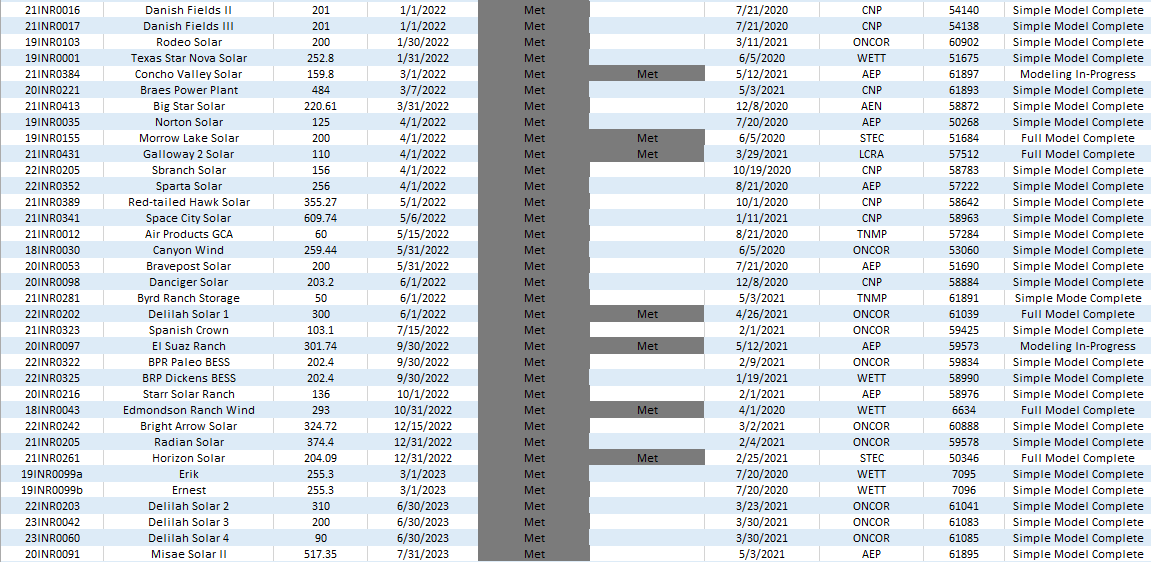 21INR0016 Danish Fields II 201 1/1/2022 Met 7/21/2020 CNP 54140 Simple Model Complete
21INR0017 Danish Fields III 201 1/1/2022 Met 7/21/2020 CNP 54138 Simple Model Complete
19INR0103 Rodeo Solar 200 1/30/2022 Met 3/11/2021 ONCOR 60902 Simple Model Complete
19INR0001 Texas Star Nova Solar 252.8 1/31/2022 Met 6/5/2020 WETT 51675 Simple Model Complete
21INR0384 Concho Valley Solar 159.8 3/1/2022 Met Met 5/12/2021 AEP 61897 Modeling In-Progress
20INR0221 Braes Power Plant 484 3/7/2022 Met 5/3/2021 CNP 61893 Simple Model Complete
21INR0413 Big Star Solar 220.61 3/31/2022 Met 12/8/2020 AEN 58872 Simple Model Complete
19INR0035 Norton Solar 125 4/1/2022 Met 7/20/2020 AEP 50268 Simple Model Complete
19INR0155 Morrow Lake Solar 200 4/1/2022 Met Met 6/5/2020 STEC 51684 Full Model Complete
21INR0431 Galloway 2 Solar 110 4/1/2022 Met Met 3/29/2021 LCRA 57512 Full Model Complete
22INR0205 Sbranch Solar 156 4/1/2022 Met 10/19/2020 CNP 58783 Simple Model Complete
22INR0352 Sparta Solar 256 4/1/2022 Met 8/21/2020 AEP 57222 Simple Model Complete
21INR0389 Red-tailed Hawk Solar 355.27 5/1/2022 Met 10/1/2020 CNP 58642 Simple Model Complete
21INR0341 Space City Solar 609.74 5/6/2022 Met 1/11/2021 CNP 58963 Simple Model Complete
21INR0012 Air Products GCA 60 5/15/2022 Met 8/21/2020 TNMP 57284 Simple Model Complete
18INR0030 Canyon Wind 259.44 5/31/2022 Met 6/5/2020 ONCOR 53060 Simple Model Complete
20INR0053 Bravepost Solar 200 5/31/2022 Met 7/21/2020 AEP 51690 Simple Model Complete
20INR0098 Danciger Solar 203.2 6/1/2022 Met 12/8/2020 CNP 58884 Simple Model Complete
21INR0281 Byrd Ranch Storage 50 6/1/2022 Met 5/3/2021 TNMP 61891 Simple Mode Complete
22INR0202 Delilah Solar 1 300 6/1/2022 Met Met 4/26/2021 ONCOR 61039 Full Model Complete
21INR0323 Spanish Crown 103.1 7/15/2022 Met 2/1/2021 ONCOR 59425 Simple Model Complete
20INR0097 El Suaz Ranch 301.74 9/30/2022 Met Met 5/12/2021 AEP 59573 Modeling In-Progress
22INR0322 BPR Paleo BESS 202.4 9/30/2022 Met 2/9/2021 ONCOR 59834 Simple Model Complete
22INR0325 BRP Dickens BESS 202.4 9/30/2022 Met 1/19/2021 WETT 58990 Simple Model Complete
20INR0216 Starr Solar Ranch 136 10/1/2022 Met 2/1/2021 AEP 58976 Simple Model Complete
18INR0043 Edmondson Ranch Wind 293 10/31/2022 Met Met 4/1/2020 WETT 6634 Full Model Complete
22INR0242 Bright Arrow Solar 324.72 12/15/2022 Met 3/2/2021 ONCOR 60888 Simple Model Complete
21INR0205 Radian Solar 374.4 12/31/2022 Met 2/4/2021 ONCOR 59578 Simple Model Complete
21INR0261 Horizon Solar 204.09 12/31/2022 Met Met 2/25/2021 STEC 50346 Full Model Complete
19INR0099a Erik 255.3 3/1/2023 Met 7/20/2020 WETT 7095 Simple Model Complete
19INR0099b Ernest 255.3 3/1/2023 Met 7/20/2020 WETT 7096 Simple Model Complete
22INR0203 Delilah Solar 2 310 6/30/2023 Met 3/23/2021 ONCOR 61041 Simple Model Complete
23INR0042 Delilah Solar 3 200 6/30/2023 Met 3/30/2021 ONCOR 61083 Simple Model Complete
23INR0060 Delilah Solar 4 90 6/30/2023 Met 3/30/2021 ONCOR 61085 Simple Model Complete
20INR0091 Misae Solar II 517.35 7/31/2023 Met 5/3/2021 AEP 61895 Simple Model Complete